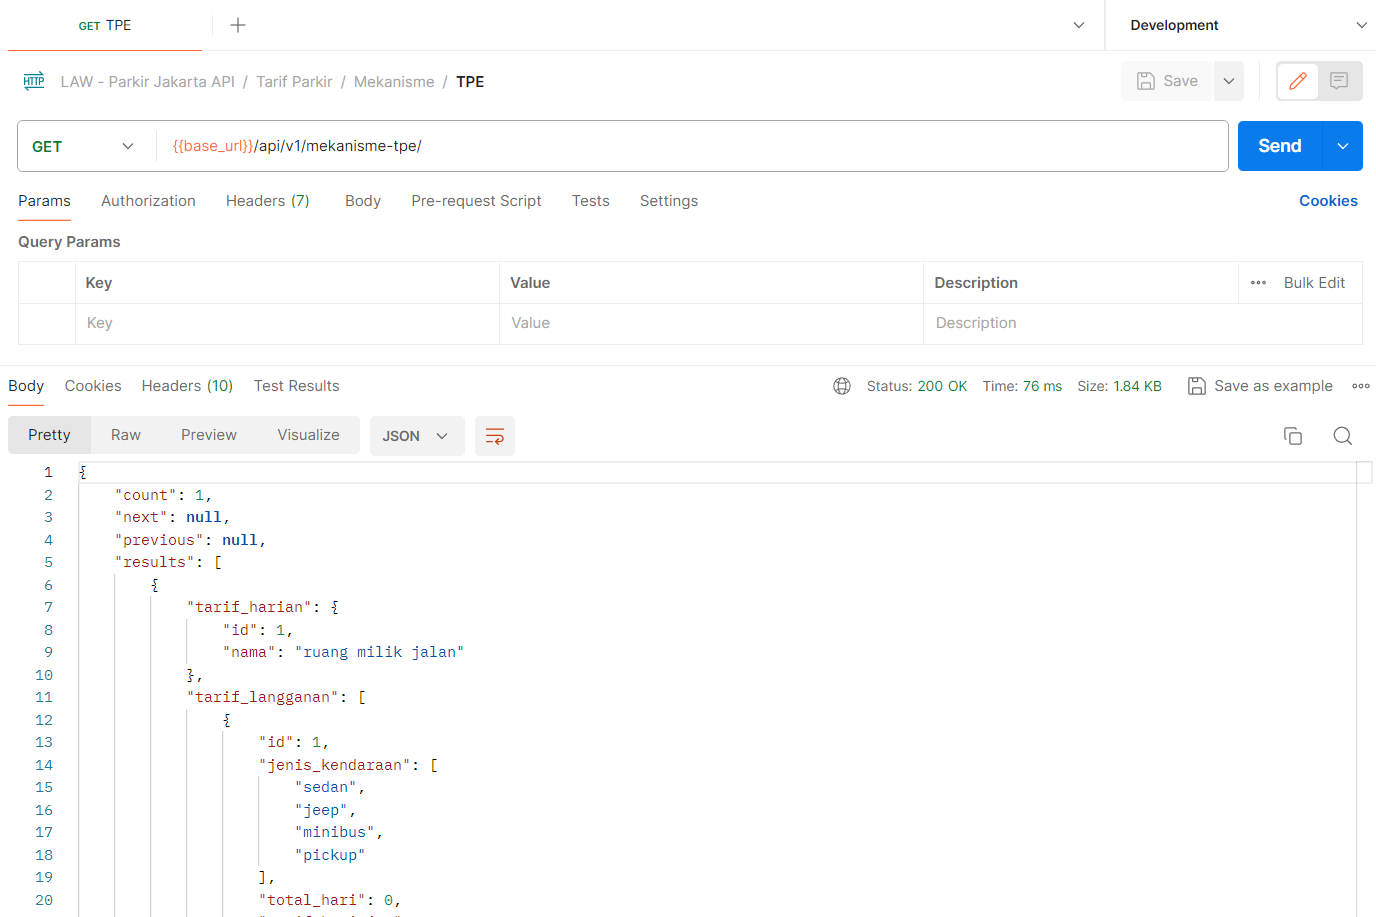 GET TPE
Development
HTTP LAW - Parkir Jakarta API / Tarif Parkir / Mekanisme / TPE
Save
GET {{base_url}}/api/v1/mekanisme-tpe/
Send
Params Authorization Headers (7) Body Pre-request Script Tests Settings Cookies
Query Params
Key Value Description Bulk Edit
Key Value Description
Body Cookies Headers (10) Test Results Status: 200 OK Time: 76 ms Size: 1.84 KB Save as example
Pretty Raw Preview Visualize JSON
1 {
2 "count": 1,
3 "next": null,
4 "previous": null,
5 "results": [
6 {
7 "tarif_harian": {
8 "id": 1,
9 "nama": "ruang milik jalan"
10 },
11 "tarif_langganan": [
12 {
13 "id": 1,
14 "jenis_kendaraan": [
15 "sedan",
16 "jeep",
17 "minibus",
18 "pickup"
19 ],
20 "total_hari": 0,